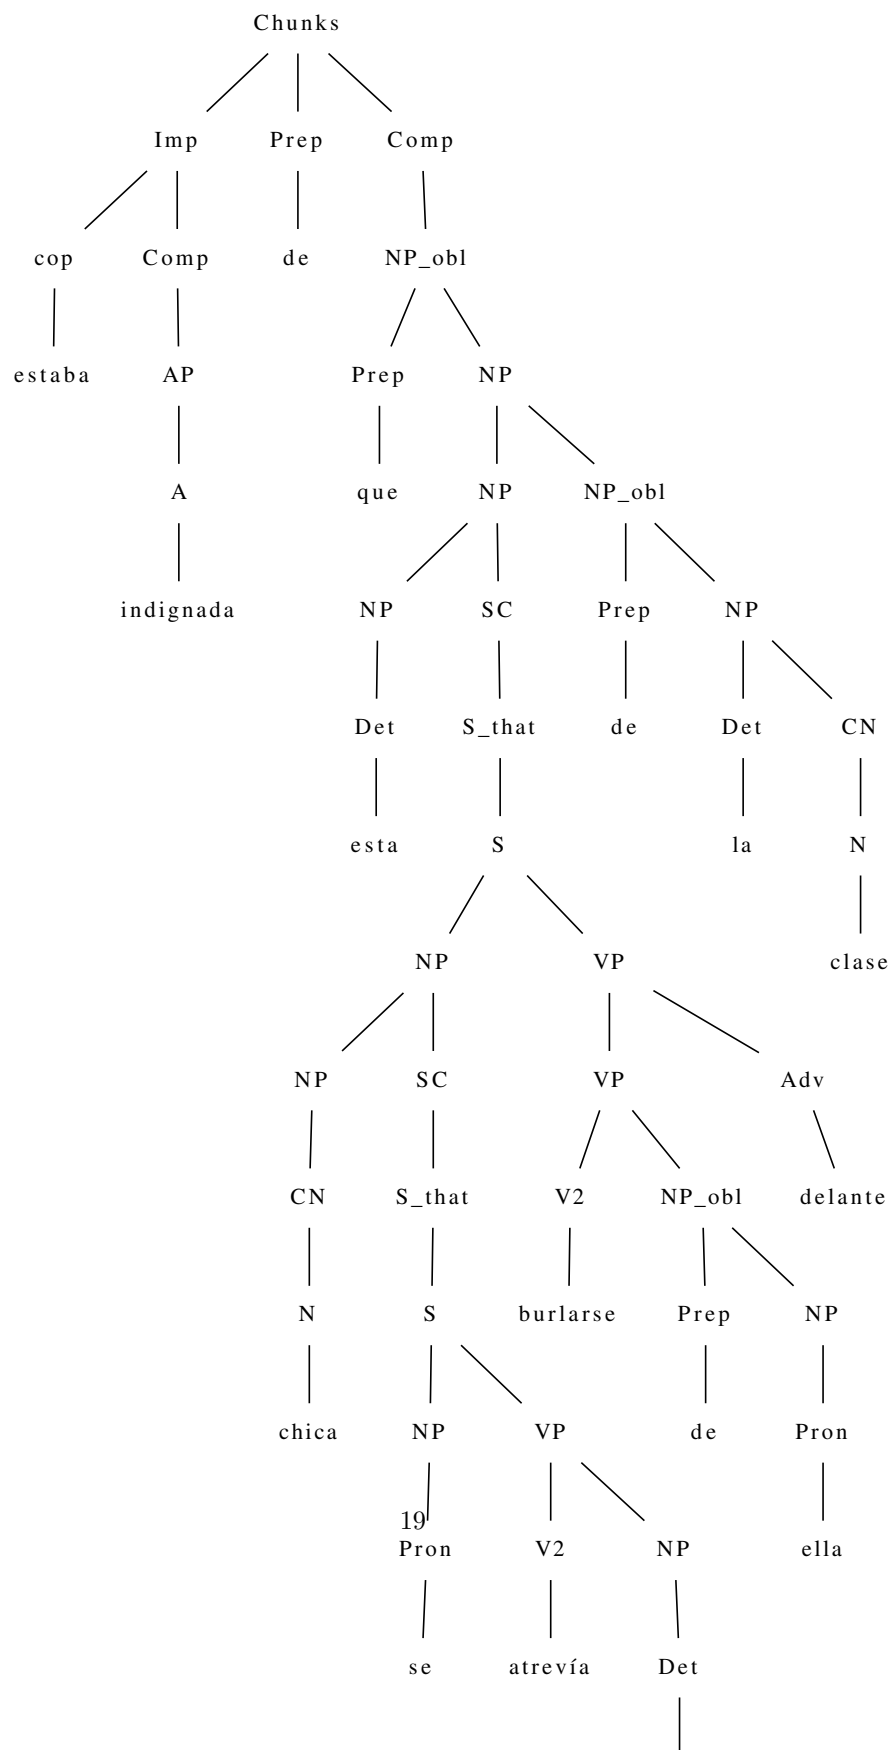 Chunks
Imp Prep Comp
cop Comp de NP_obl
estaba AP Prep NP
A que NP NP_obl
indignada NP SC Prep NP
Det S_that de Det CN
esta S la N
NP VP clase
NP SC VP Adv
CN S_that V2 NP_obl delante
N S burlarse Prep NP
chica NP VP de Pron
19
Pron V2 NP ella
se atrevía Det